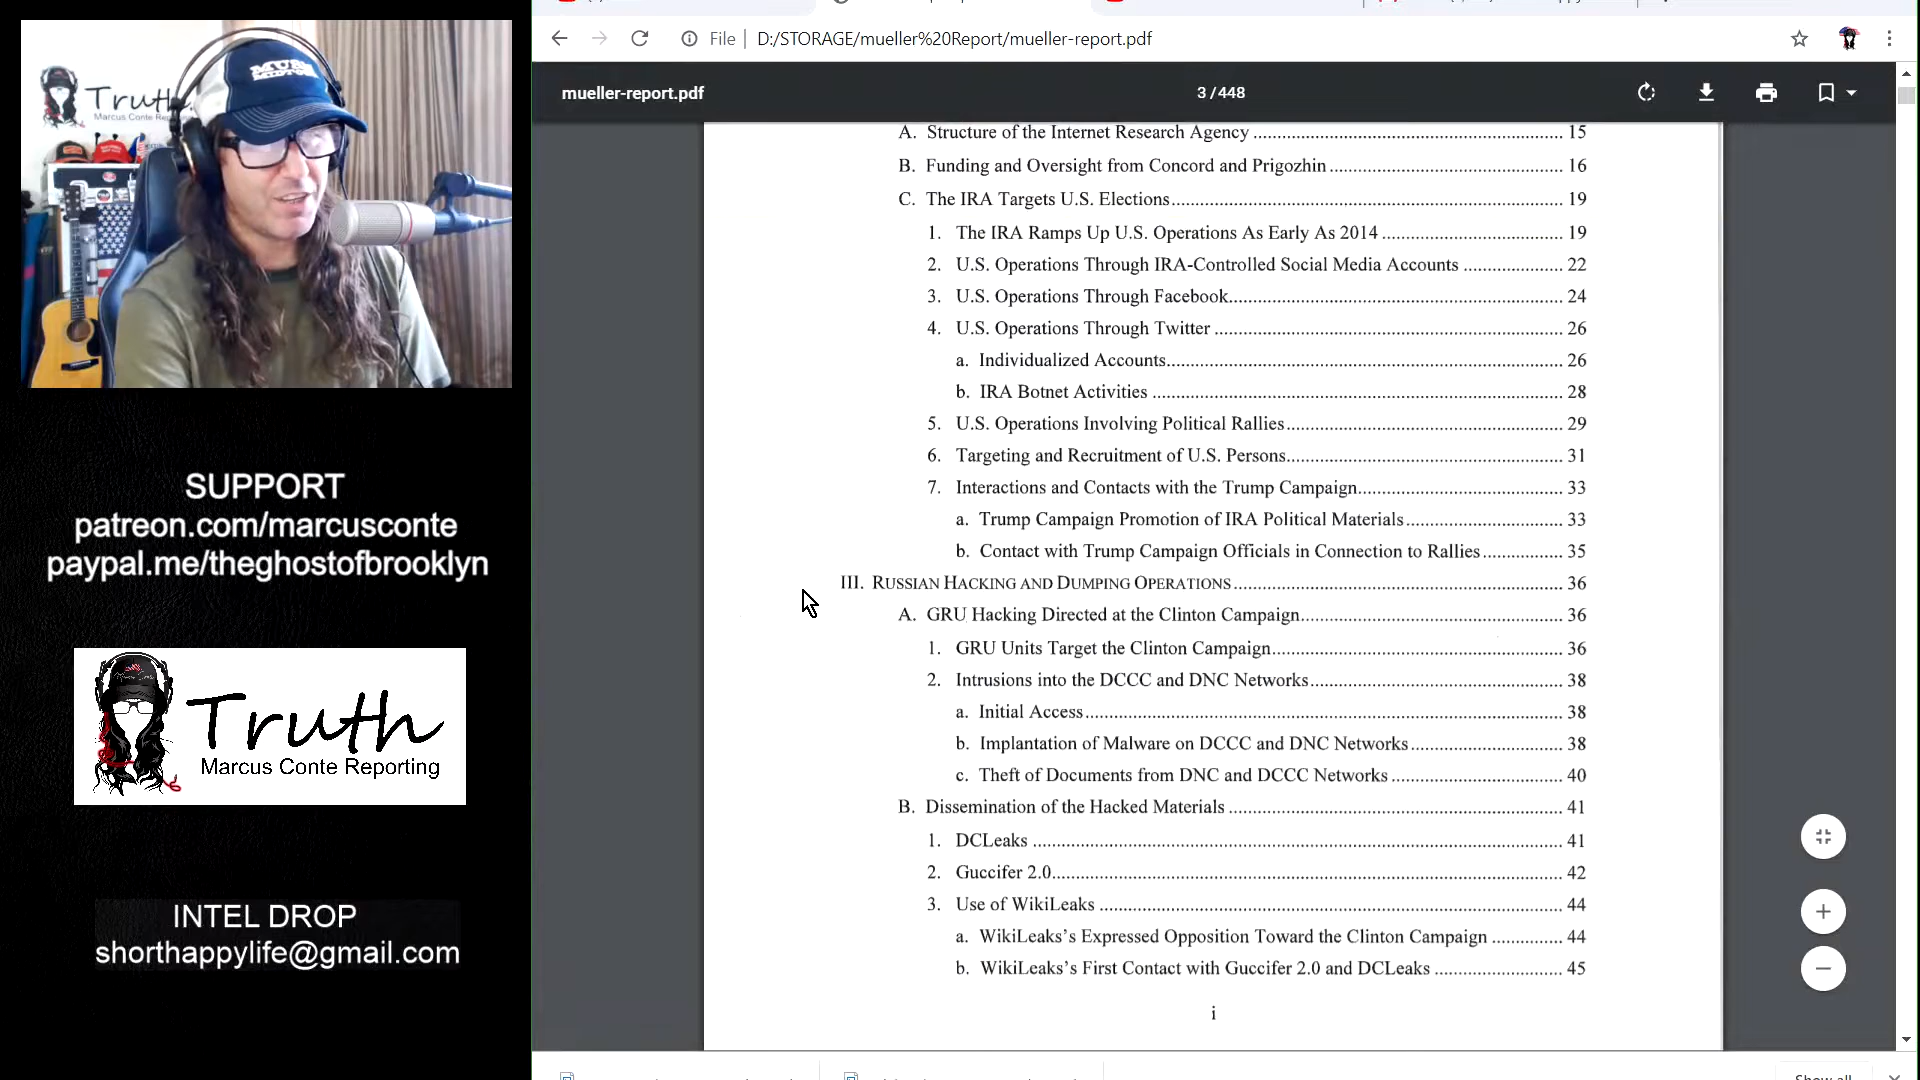 Truth
Marcus Conte Repo
SUPPORT
patreon.com/marcusconte
paypal.me/theghostofbrooklyn
Truth
Marcus Conte Reporting
INTEL DROP
shorthappylife@gmail.com
File | D:/STORAGE/mueller%20Report/mueller-report.pdf
mueller-report.pdf
3 / 448
A. Structure of the Internet Research Agency ... 15
B. Funding and Oversight from Concord and Prigozhin ... 16
C. The IRA Targets U.S. Elections ... 19
1. The IRA Ramps Up U.S. Operations As Early As 2014 ... 19
2. U.S. Operations Through IRA-Controlled Social Media Accounts ... 22
3. U.S. Operations Through Facebook ... 24
4. U.S. Operations Through Twitter ... 26
a. Individualized Accounts ... 26
b. IRA Botnet Activities ... 28
5. U.S. Operations Involving Political Rallies ... 29
6. Targeting and Recruitment of U.S. Persons ... 31
7. Interactions and Contacts with the Trump Campaign ... 33
a. Trump Campaign Promotion of IRA Political Materials ... 33
b. Contact with Trump Campaign Officials in Connection to Rallies ... 35
III. RUSSIAN HACKING AND DUMPING OPERATIONS ... 36
A. GRU Hacking Directed at the Clinton Campaign ... 36
1. GRU Units Target the Clinton Campaign ... 36
2. Intrusions into the DCCC and DNC Networks ... 38
a. Initial Access ... 38
b. Implantation of Malware on DCCC and DNC Networks ... 38
c. Theft of Documents from DNC and DCCC Networks ... 40
B. Dissemination of the Hacked Materials ... 41
1. DCLeaks ... 41
2. Guccifer 2.0 ... 42
3. Use of WikiLeaks ... 44
a. WikiLeaks's Expressed Opposition Toward the Clinton Campaign ... 44
b. WikiLeaks's First Contact with Guccifer 2.0 and DCLeaks ... 45
i
Show all